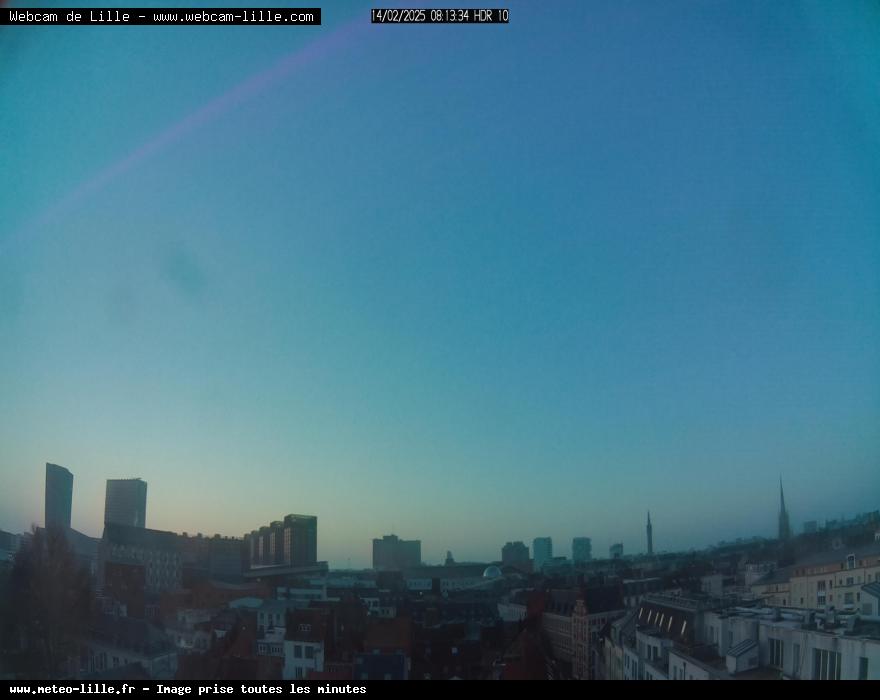 Webcam de Lille - www.webcam-lille.com
14/02/2025 08:13:34 HDR 10
www.meteo-lille.fr - Image prise toutes les minutes